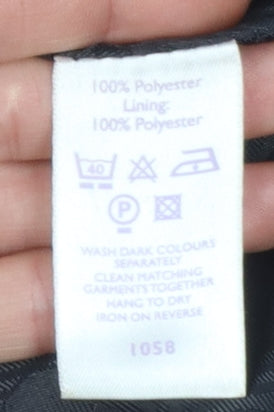 100% Polyester
Lining:
100% Polyester
40
P
WASH DARK COLOURS
SEPARATELY
CLEAN MATCHING
GARMENTS TOGETHER
HANG TO DRY
IRON ON REVERSE
1058